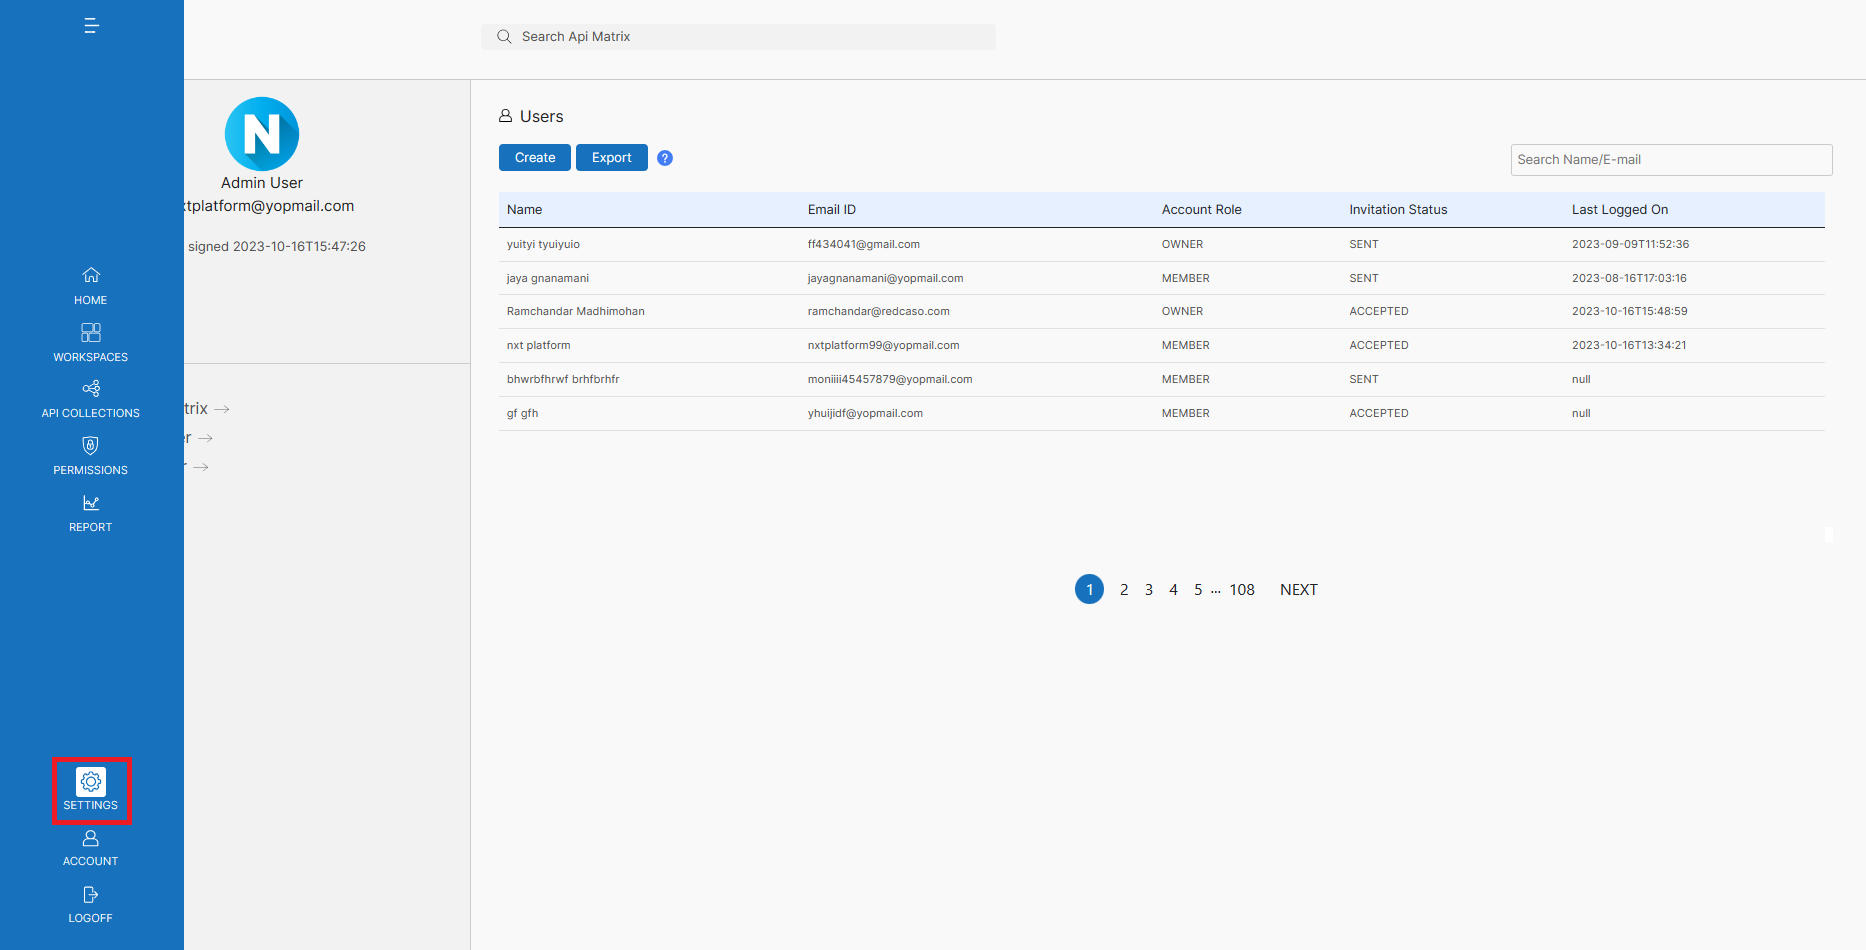 Search Api Matrix
HOME
WORKSPACES
API COLLECTIONS
PERMISSIONS
REPORT
SETTINGS
ACCOUNT
LOGOFF
N
Admin User
xtplatform@yopmail.com
signed 2023-10-16T15:47:26
trix →
er →
r →
Users
Create Export ?
Search Name/E-mail
Name Email ID Account Role Invitation Status Last Logged On
yuityi tyuiyuio ff434041@gmail.com OWNER SENT 2023-09-09T11:52:36
jaya gnanamani jayagnanamani@yopmail.com MEMBER SENT 2023-08-16T17:03:16
Ramchandar Madhimohan ramchandar@redcaso.com OWNER ACCEPTED 2023-10-16T15:48:59
nxt platform nxtplatform99@yopmail.com MEMBER ACCEPTED 2023-10-16T13:34:21
bhwrbfhrwf brhfbrhfr moniiii45457879@yopmail.com MEMBER SENT null
gf gfh yhuijidf@yopmail.com MEMBER ACCEPTED null
1 2 3 4 5 ... 108 NEXT